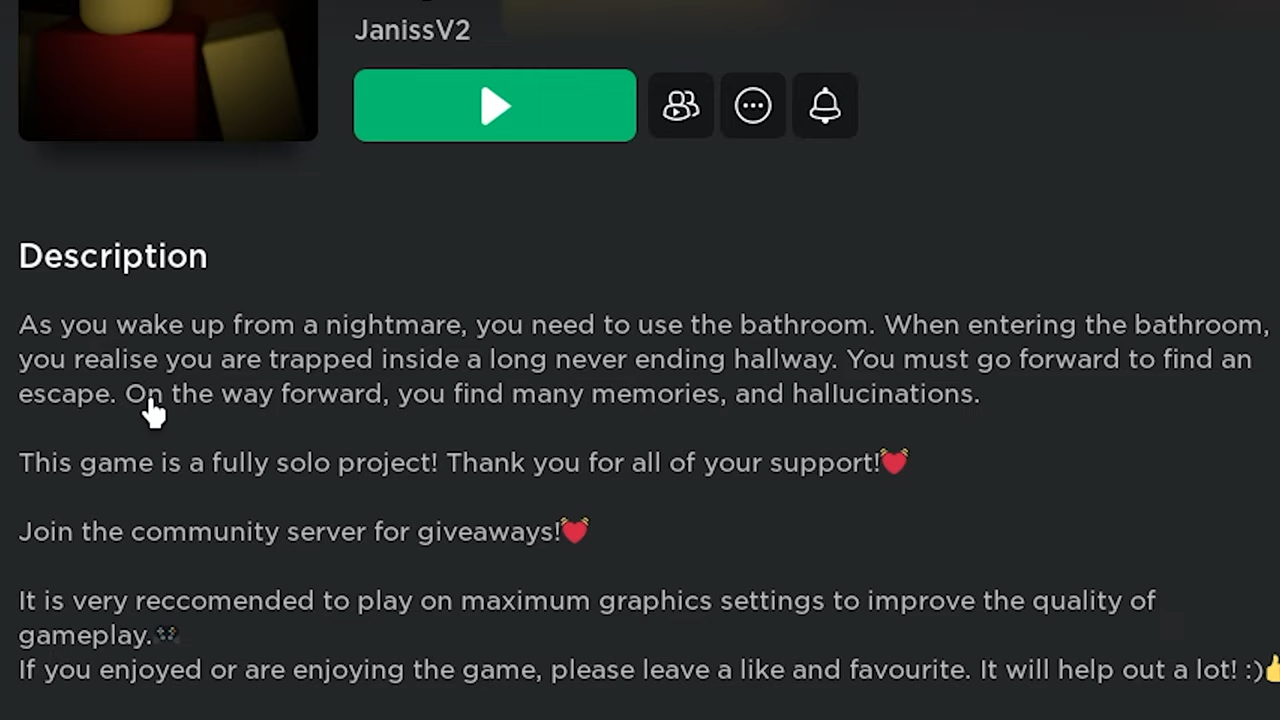 JanissV2
Description
As you wake up from a nightmare, you need to use the bathroom. When entering the bathroom,
you realise you are trapped inside a long never ending hallway. You must go forward to find an
escape. On the way forward, you find many memories, and hallucinations.
This game is a fully solo project! Thank you for all of your support!💓
Join the community server for giveaways!💓
It is very reccomended to play on maximum graphics settings to improve the quality of
gameplay.🎮
If you enjoyed or are enjoying the game, please leave a like and favourite. It will help out a lot! :)👍